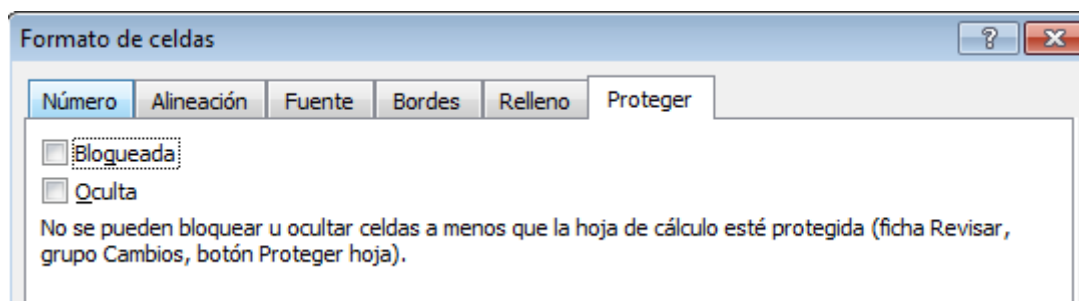 Formato de celdas
Número Alineación Fuente Bordes Relleno Proteger
Bloqueada
Oculta
No se pueden bloquear u ocultar celdas a menos que la hoja de cálculo esté protegida (ficha Revisar,
grupo Cambios, botón Proteger hoja).